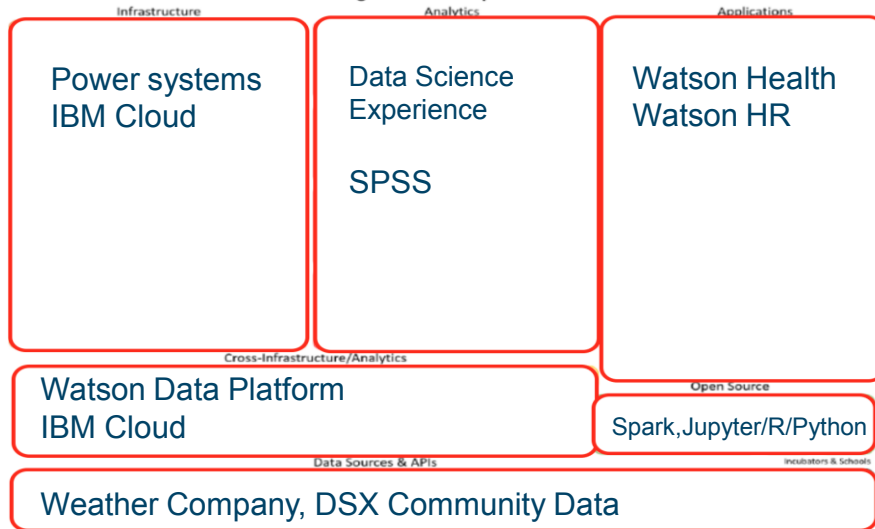 Infrastructure
Analytics
Applications
Power systems
IBM Cloud
Data Science
Experience
SPSS
Watson Health
Watson HR
Cross-Infrastructure/Analytics
Watson Data Platform
IBM Cloud
Open Source
Spark,Jupyter/R/Python
Data Sources & APIs
Incubators & Schools
Weather Company, DSX Community Data